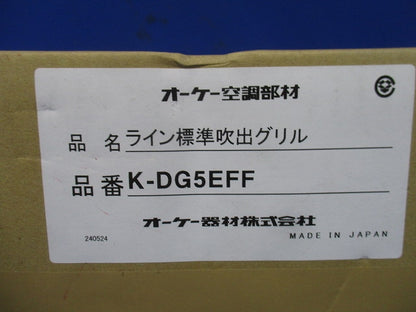 オーケー空調部材
品 名 ライン標準吹出グリル
品番 K-DG5EFF
オーケー器材株式会社
240524 MADE IN JAPAN